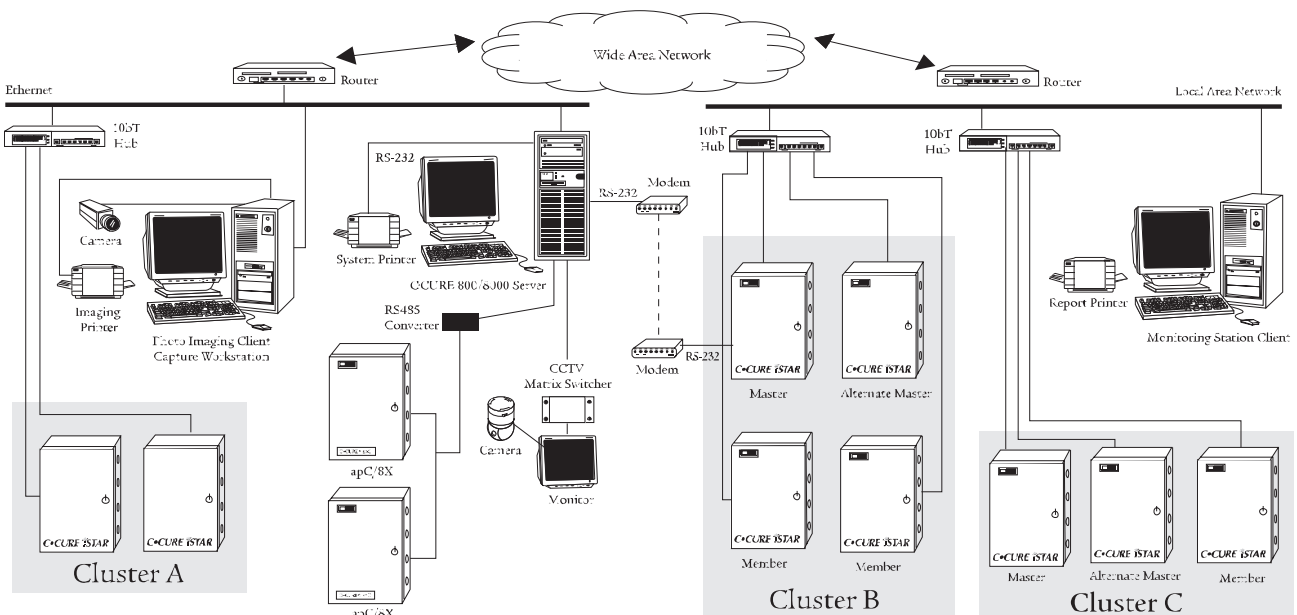 Wide Area Network
Router
Router
Ethernet
Local Area Network
10bT
Hub
10bT
Hub
10bT
Hub
RS-232
RS-232
Modem
Camera
System Printer
C•CURE 800/8000 Server
Imaging
Printer
Photo Imaging Client
Capture Workstation
RS485
Converter
Report Printer
Monitoring Station Client
Modem
RS-232
CCTV
Matrix Switcher
C•CURE iSTAR
C•CURE iSTAR
Master
Alternate Master
Camera
apC/8X
Monitor
C•CURE iSTAR
C•CURE iSTAR
Cluster A
C•CURE iSTAR
C•CURE iSTAR
Member
Member
Cluster B
C•CURE iSTAR
C•CURE iSTAR
C•CURE iSTAR
Master
Alternate Master
Member
Cluster C
apC/8X